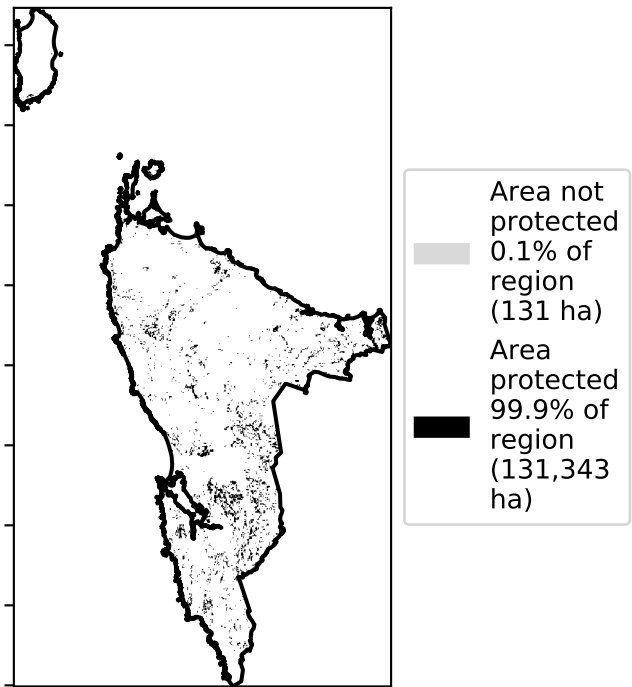 Area not
protected
0.1% of
region
(131 ha)
Area
protected
99.9% of
region
(131,343
ha)